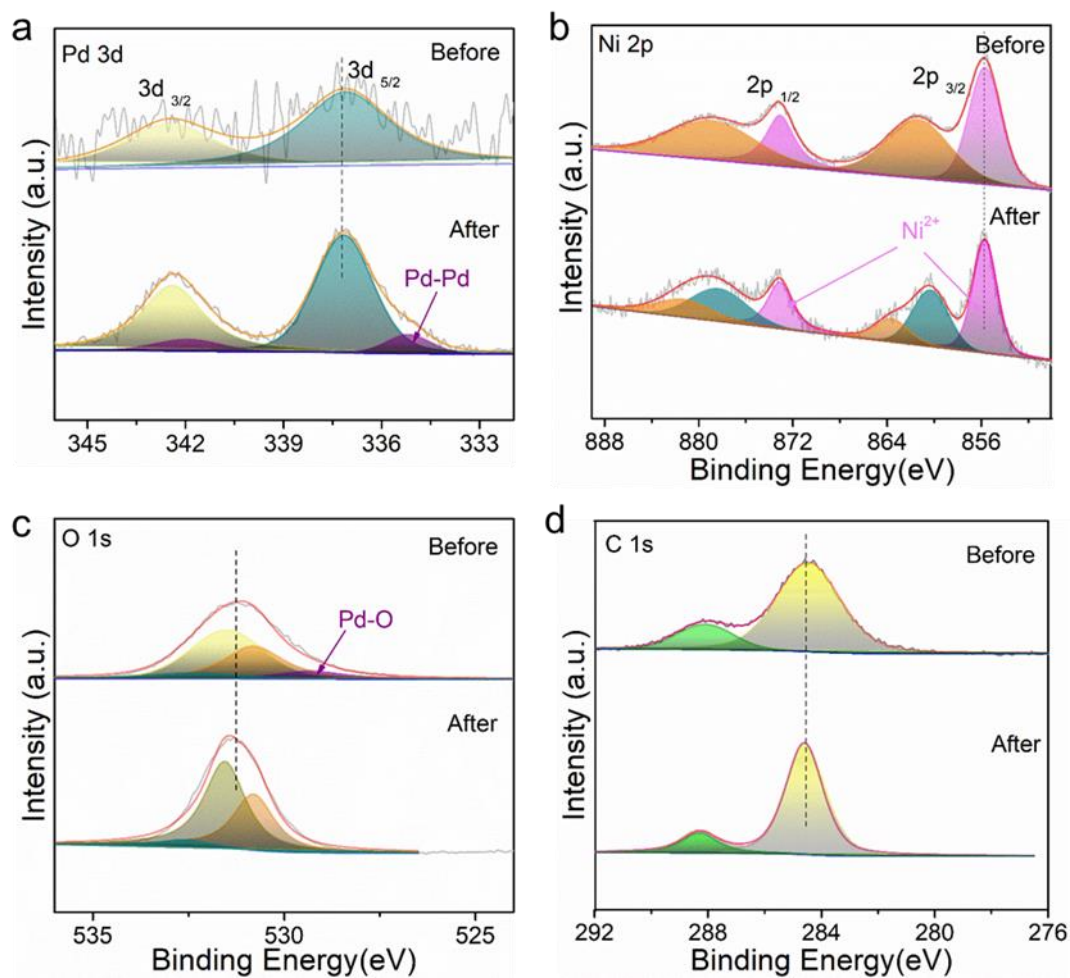 a
Pd 3d
Before
3d 3/2
3d 5/2
After
Pd-Pd
Intensity (a.u.)
345 342 339 336 333
Binding Energy(eV)
b
Ni 2p
Before
2p 1/2
2p 3/2
After
Ni2+
Intensity (a.u.)
888 880 872 864 856
Binding Energy(eV)
c
O 1s
Before
Pd-O
After
Intensity (a.u.)
535 530 525
Binding Energy(eV)
d
C 1s
Before
After
Intensity (a.u.)
292 288 284 280 276
Binding Energy(eV)